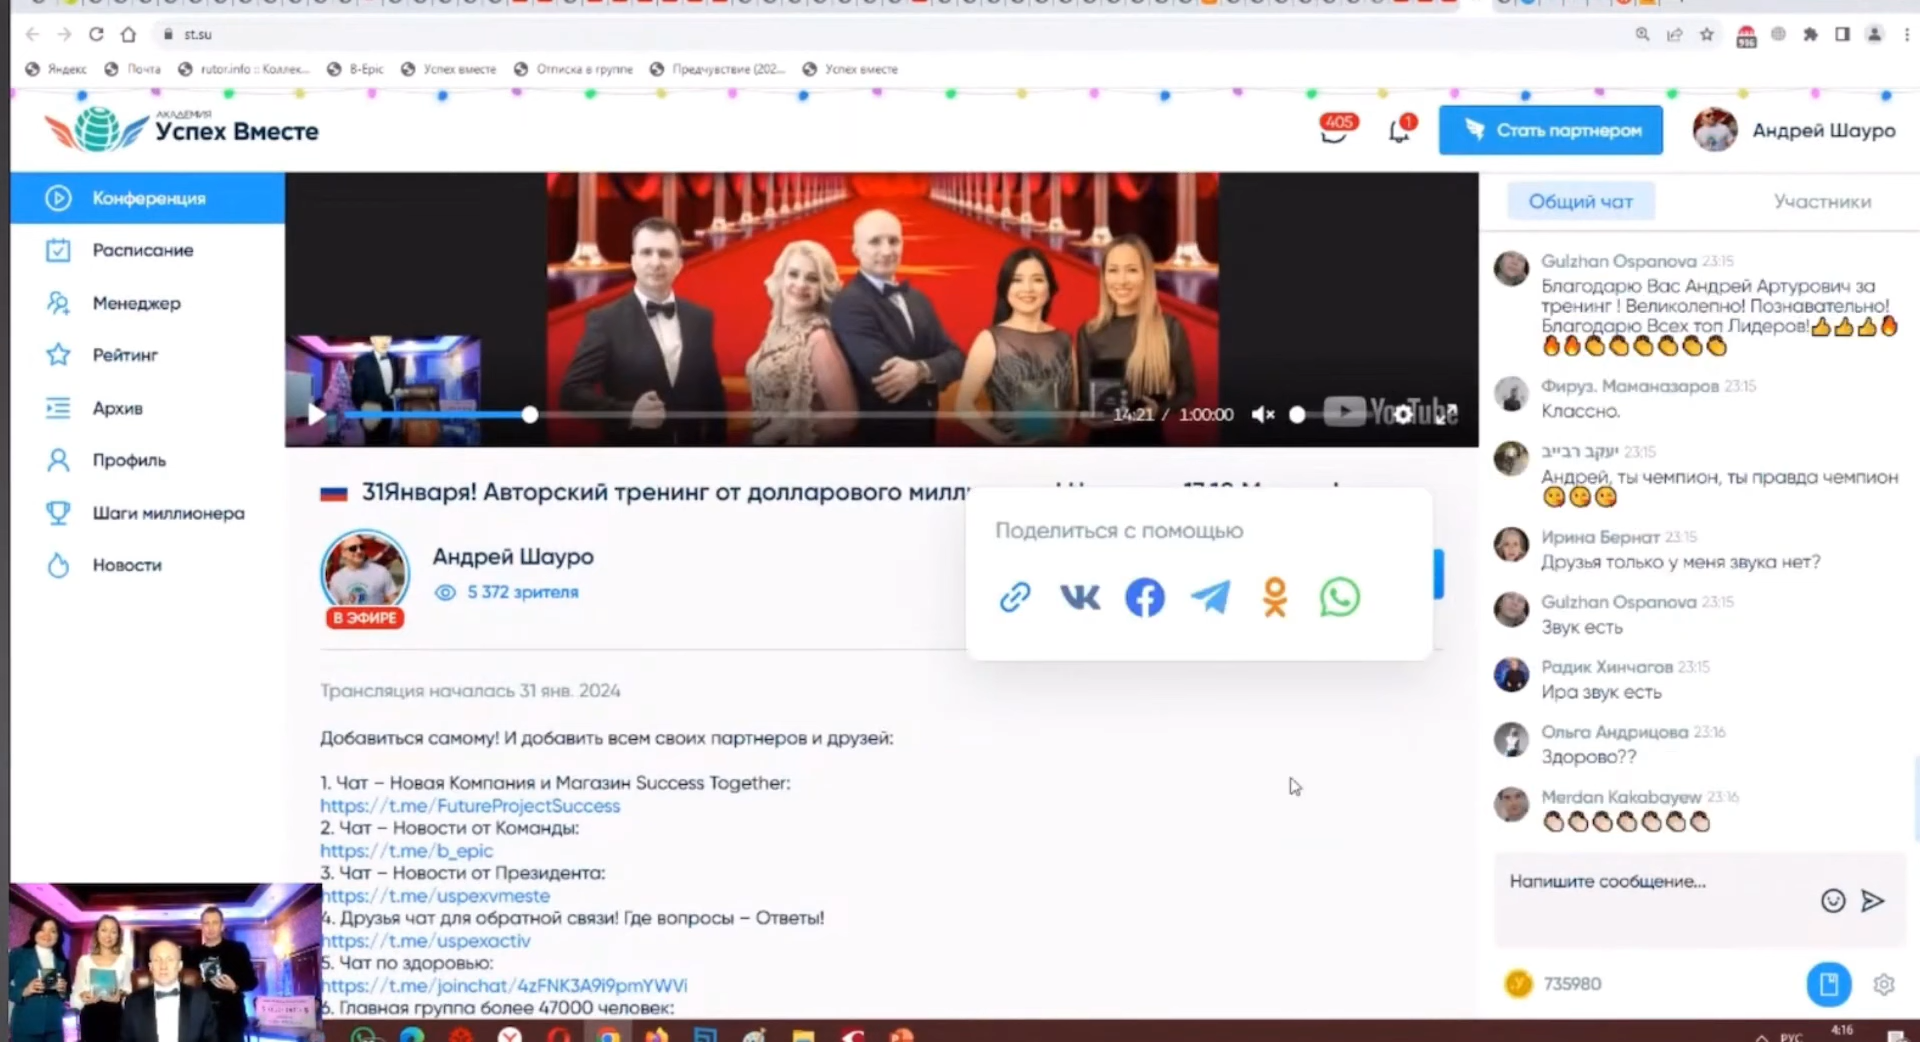 st.su
916
Яндекс
Почта
rutor.info :: Коллек...
B-Epic
Успех вместе
Отписка в группе
Предчувствие (202...
Успех вместе
АКАДЕМИЯ
Успех Вместе
405
1
Стать партнером
Андрей Шауро
Конференция
Расписание
Менеджер
Рейтинг
Архив
Профиль
Шаги миллионера
Новости
14:21 / 1:00:00
YouTube
31Января! Авторский тренинг от долларового
Андрей Шауро
5 372 зрителя
В ЭФИРЕ
Поделиться с помощью
Трансляция началась 31 янв. 2024
Добавиться самому! И добавить всем своих партнеров и друзей:
1. Чат – Новая Компания и Магазин Success Together:
https://t.me/FutureProjectSuccess
2. Чат – Новости от Команды:
https://t.me/b_epic
3. Чат – Новости от Президента:
https://t.me/uspexvmeste
4. Друзья чат для обратной связи! Где вопросы – Ответы!
https://t.me/uspexactiv
5. Чат по здоровью:
https://t.me/joinchat/4zFNK3A9i9pmYWVi
6. Главная группа более 47000 человек:
Общий чат
Участники
Gulzhan Ospanova 23:15
Благодарю Вас Андрей Артурович за
тренинг ! Великолепно! Познавательно!
Благодарю Всех топ Лидеров!👍👍👍🔥
🔥🔥👏👏👏👏👏👏
Фируз. Маманазаров 23:15
Классно.
יעקב רבייב 23:15
Андрей, ты чемпион, ты правда чемпион
😋😋😋
Ирина Бернат 23:15
Друзья только у меня звука нет?
Gulzhan Ospanova 23:15
Звук есть
Радик Хинчагов 23:15
Ира звук есть
Ольга Андрицова 23:16
Здорово??
Merdan Kakabayew 23:16
👏🏻👏🏻👏🏻👏🏻👏🏻👏🏻👏🏻
Напишите сообщение...
735980
РУС
4:16